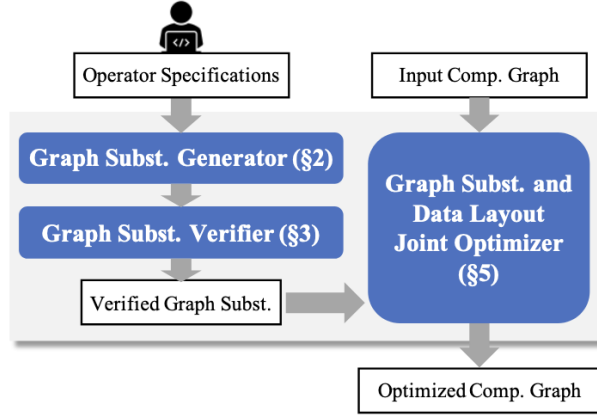 </>
Operator Specifications
Input Comp. Graph
Graph Subst. Generator (§2)
Graph Subst. Verifier (§3)
Verified Graph Subst.
Graph Subst. and
Data Layout
Joint Optimizer
(§5)
Optimized Comp. Graph